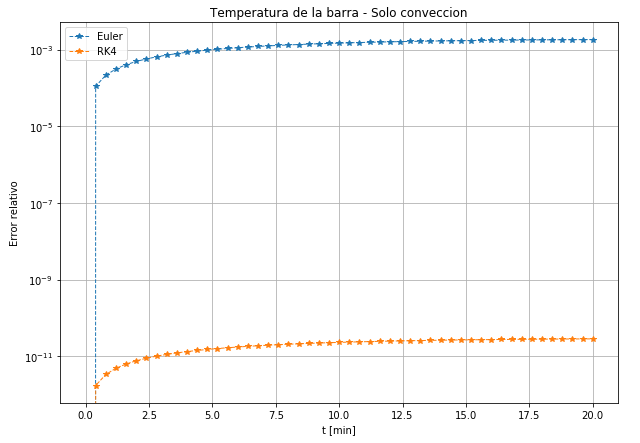 Temperatura de la barra - Solo conveccion
Euler
RK4
Error relativo
10⁻³
10⁻⁵
10⁻⁷
10⁻⁹
10⁻¹¹
0.0 2.5 5.0 7.5 10.0 12.5 15.0 17.5 20.0
t [min]